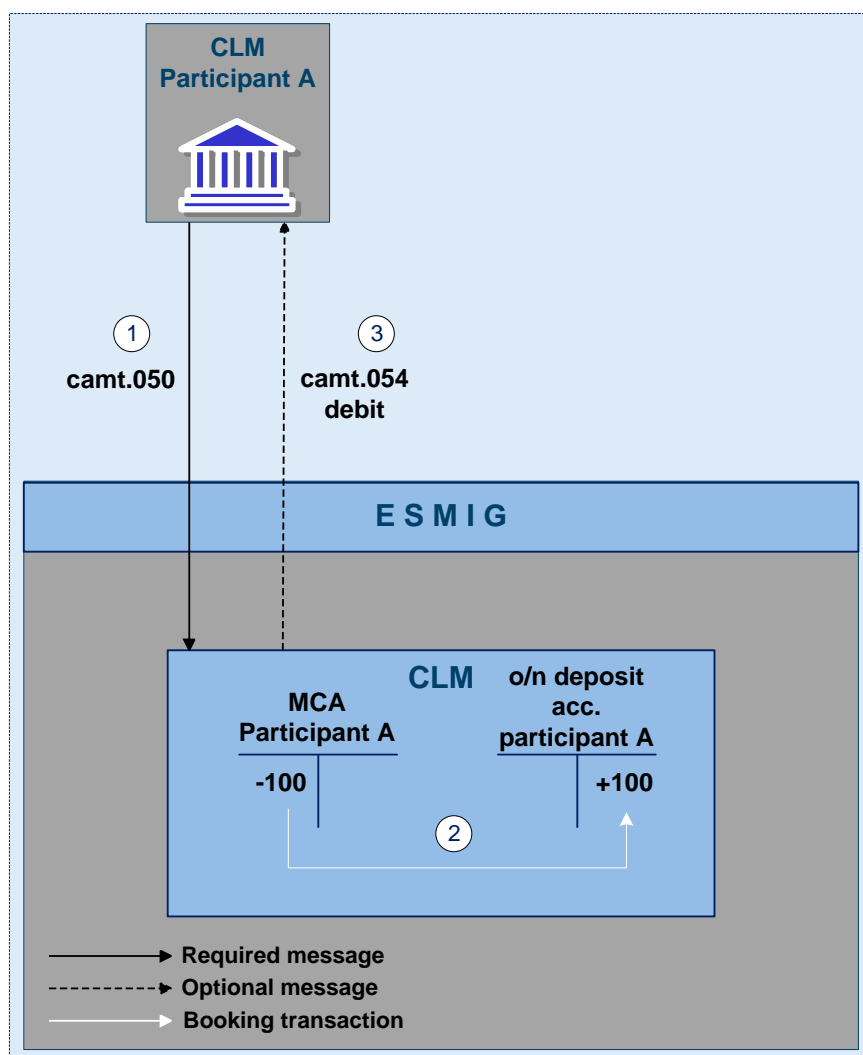 CLM
Participant A
1
camt.050
3
camt.054
debit
E S M I G
CLM
MCA
Participant A
-100
o/n deposit
acc.
participant A
+100
2
Required message
Optional message
Booking transaction